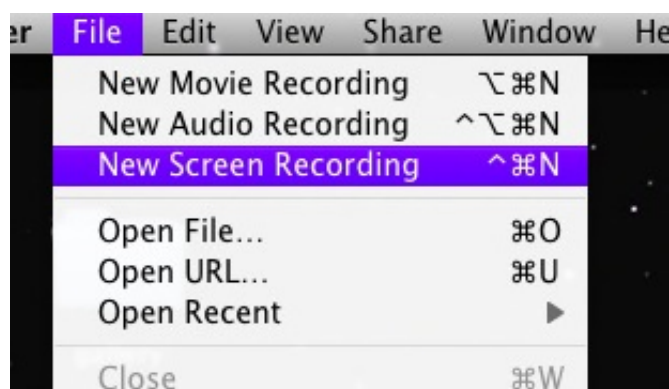 er File Edit View Share Window He
New Movie Recording ⌥⌘N
New Audio Recording ^⌥⌘N
New Screen Recording ^⌘N
Open File... ⌘O
Open URL... ⌘U
Open Recent ▶
Close ⌘W